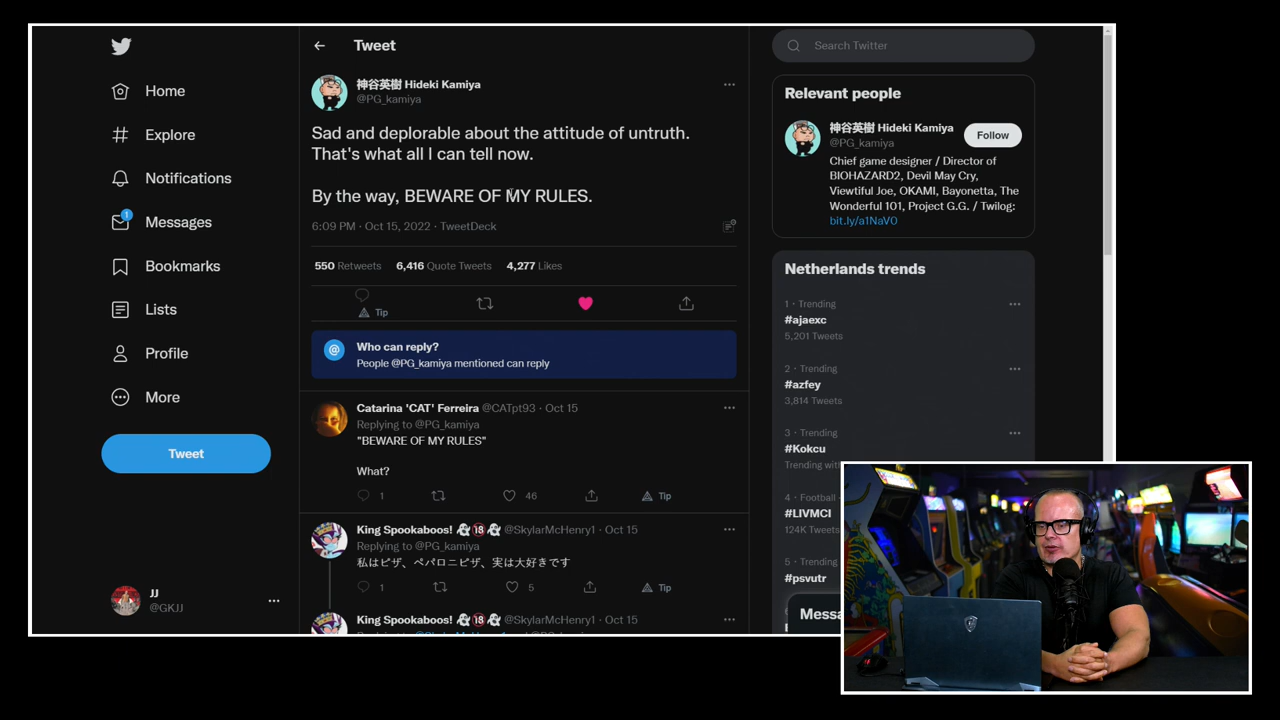 Home
Explore
Notifications
1
Messages
Bookmarks
Lists
Profile
More
Tweet
JJ
@GKJJ
Tweet
神谷英樹 Hideki Kamiya
@PG_kamiya
Sad and deplorable about the attitude of untruth.
That's what all I can tell now.
By the way, BEWARE OF MY RULES.
6:09 PM · Oct 15, 2022 · TweetDeck
550 Retweets 6,416 Quote Tweets 4,277 Likes
Tip
Who can reply?
People @PG_kamiya mentioned can reply
Catarina 'CAT' Ferreira @CATpt93 · Oct 15
Replying to @PG_kamiya
"BEWARE OF MY RULES"
What?
1 46 Tip
King Spookaboos! @SkylarMcHenry1 · Oct 15
Replying to @PG_kamiya
私はピザ、ペパロニピザ、実は大好きです
1 5 Tip
King Spookaboos! @SkylarMcHenry1 · Oct 15
Search Twitter
Relevant people
神谷英樹 Hideki Kamiya
@PG_kamiya
Follow
Chief game designer / Director of
BIOHAZARD2, Devil May Cry,
Viewtiful Joe, OKAMI, Bayonetta, The
Wonderful 101, Project G.G. / Twilog:
bit.ly/a1NaV0
Netherlands trends
1 · Trending
#ajaexc
5,201 Tweets
2 · Trending
#azfey
3,814 Tweets
3 · Trending
#Kokcu
Trending
4 · Football
#LIVMCI
124K Tweets
5 · Trending
#psvutr